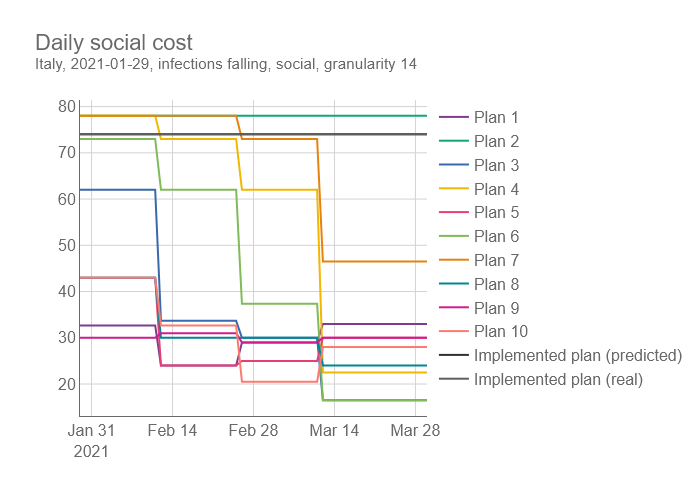 Daily social cost
Italy, 2021-01-29, infections falling, social, granularity 14
80
70
60
50
40
30
20
Jan 31
2021
Feb 14
Feb 28
Mar 14
Mar 28
Plan 1
Plan 2
Plan 3
Plan 4
Plan 5
Plan 6
Plan 7
Plan 8
Plan 9
Plan 10
Implemented plan (predicted)
Implemented plan (real)